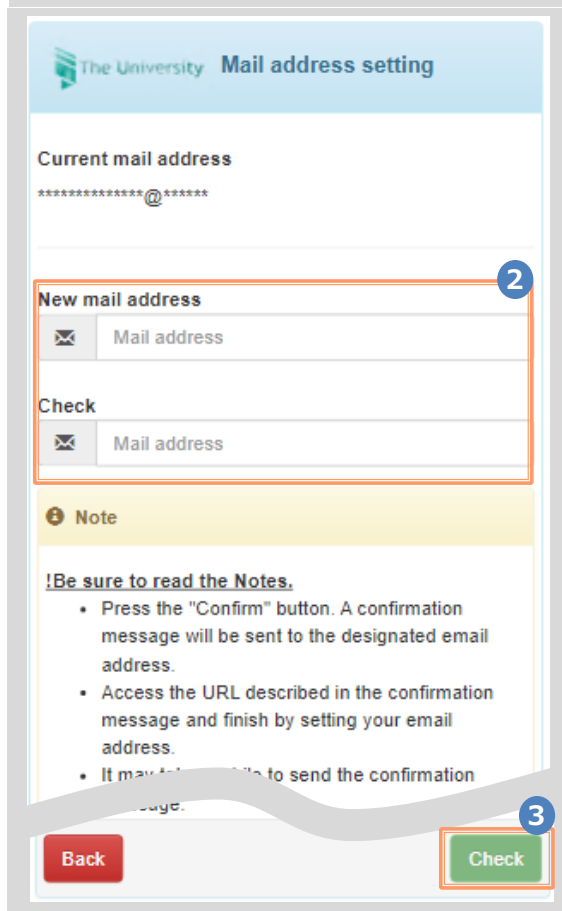 The University Mail address setting
Current mail address
**************@******
2
New mail address
Mail address
Check
Mail address
Note
!Be sure to read the Notes.
• Press the "Confirm" button. A confirmation
message will be sent to the designated email
address.
• Access the URL described in the confirmation
message and finish by setting your email
address.
• It may to send the confirmation
3
Back Check